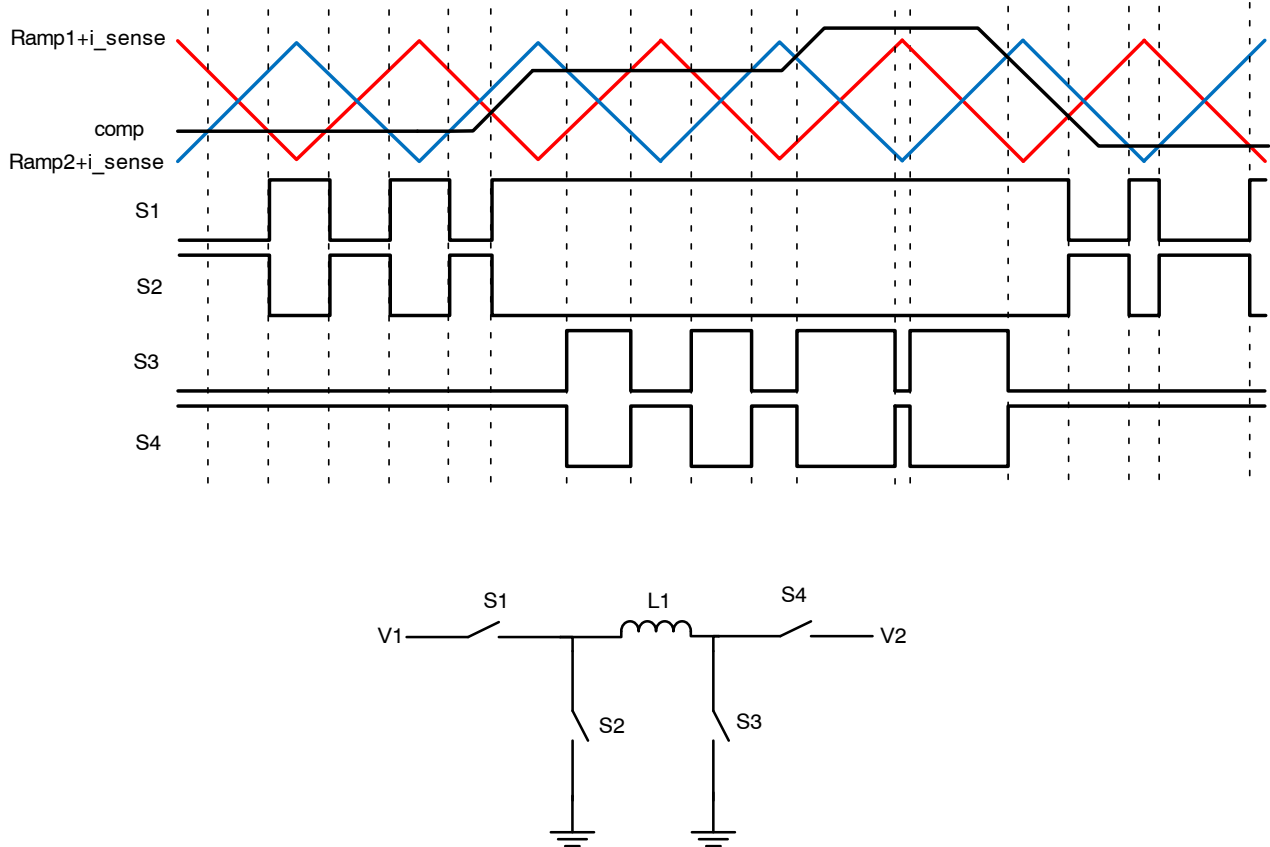 Ramp1+i_sense
comp
Ramp2+i_sense
S1
S2
S3
S4
S1
L1
S4
V1
V2
S2
S3